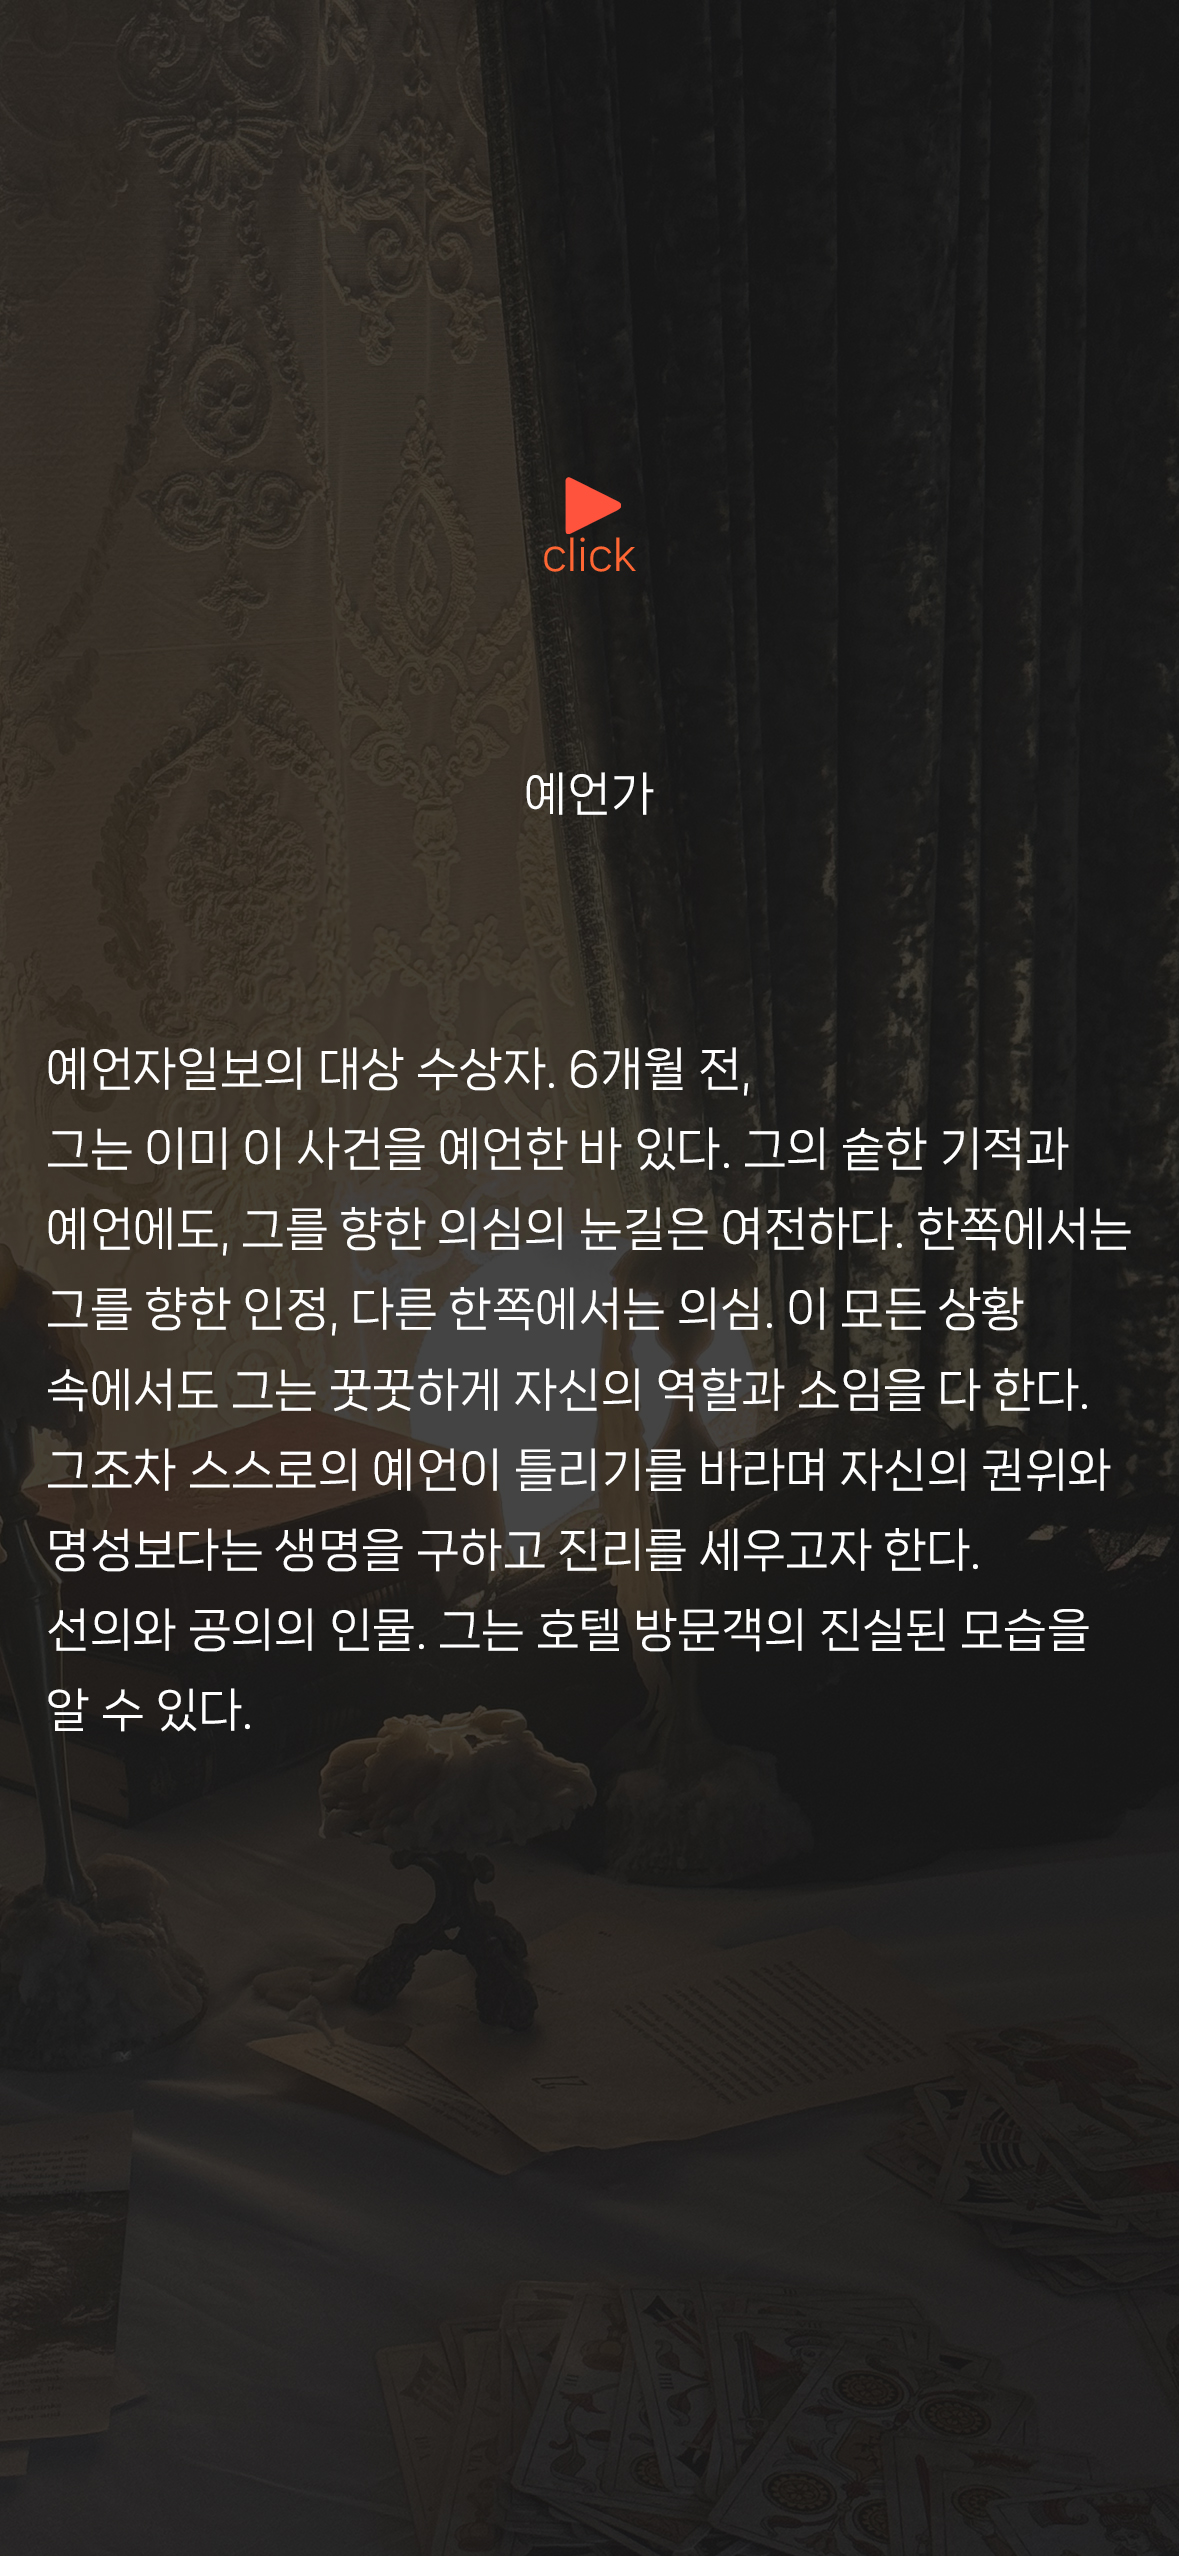 click
예언가
예언자일보의 대상 수상자. 6개월 전,
그는 이미 이 사건을 예언한 바 있다. 그의 숱한 기적과
예언에도, 그를 향한 의심의 눈길은 여전하다. 한쪽에서는
그를 향한 인정, 다른 한쪽에서는 의심. 이 모든 상황
속에서도 그는 꿋꿋하게 자신의 역할과 소임을 다 한다.
그조차 스스로의 예언이 틀리기를 바라며 자신의 권위와
명성보다는 생명을 구하고 진리를 세우고자 한다.
선의와 공의의 인물. 그는 호텔 방문객의 진실된 모습을
알 수 있다.